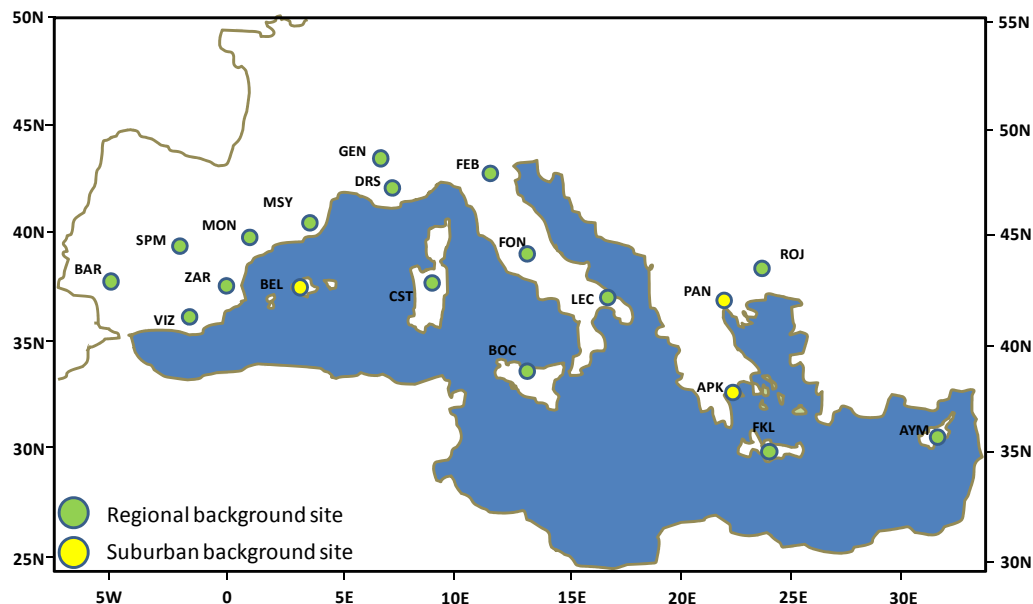 50N
55N
45N
50N
GEN
FEB
DRS
MSY
40N
45N
MON
SPM
FON
ROJ
BAR
ZAR
BEL
CST
LEC
PAN
VIZ
35N
40N
BOC
APK
FKL
AYM
30N
35N
Regional background site
Suburban background site
25N
30N
5W
0
5E
10E
15E
20E
25E
30E